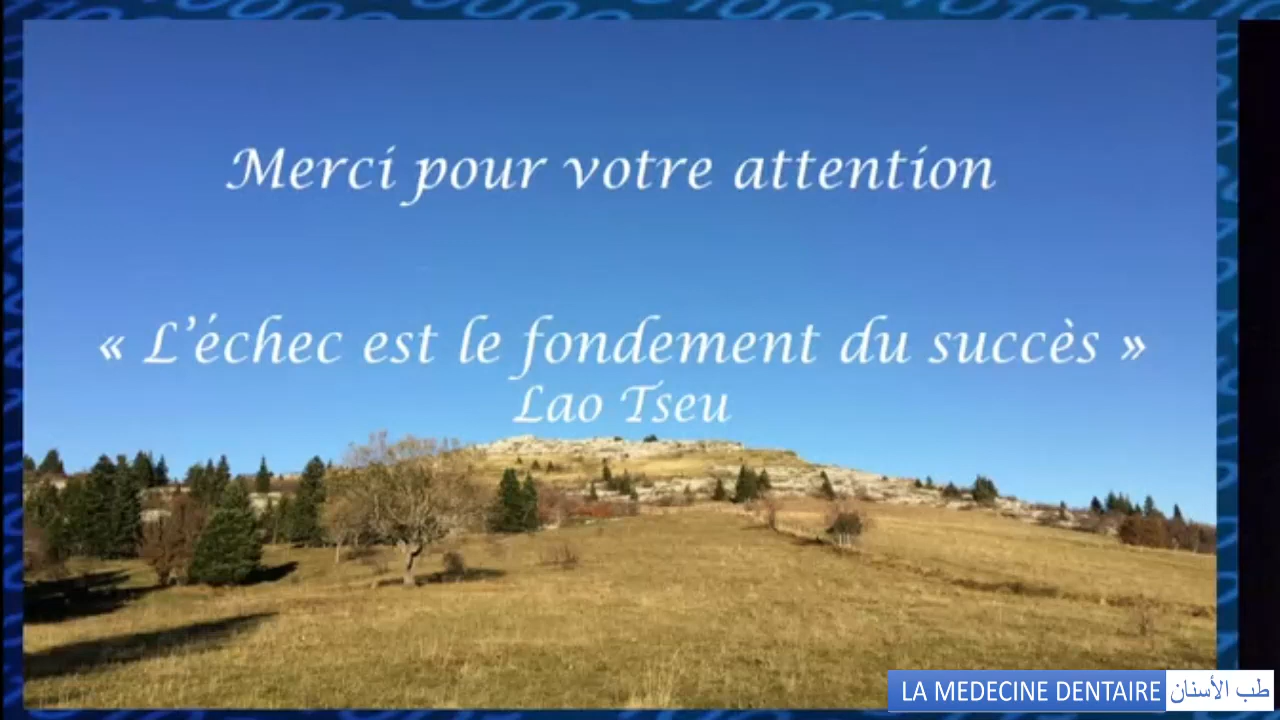 Merci pour votre attention
« L'échec est le fondement du succès »
Lao Tseu
LA MEDECINE DENTAIRE طب الأسنان